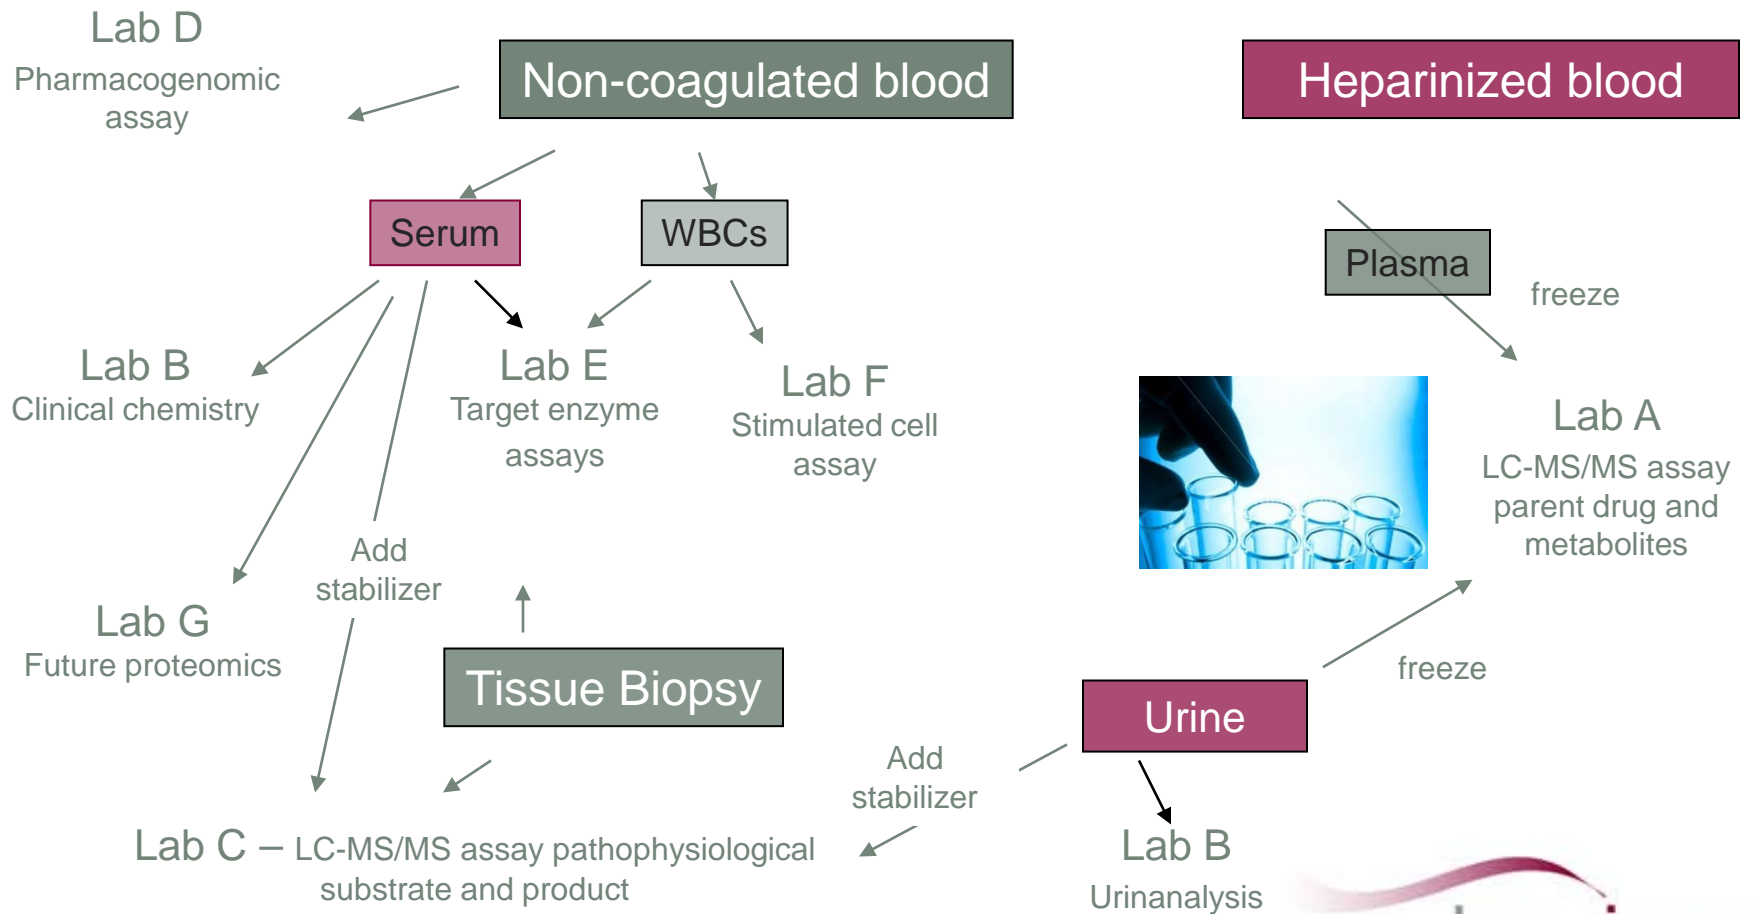 Lab D
Pharmacogenomic
assay
Non-coagulated blood
Heparinized blood
Serum
WBCs
Plasma
freeze
Lab B
Clinical chemistry
Lab E
Target enzyme
assays
Lab F
Stimulated cell
assay
Lab A
LC-MS/MS assay
parent drug and
metabolites
Add
stabilizer
Lab G
Future proteomics
Tissue Biopsy
freeze
Urine
Add
stabilizer
Lab C – LC-MS/MS assay pathophysiological
substrate and product
Lab B
Urinanalysis